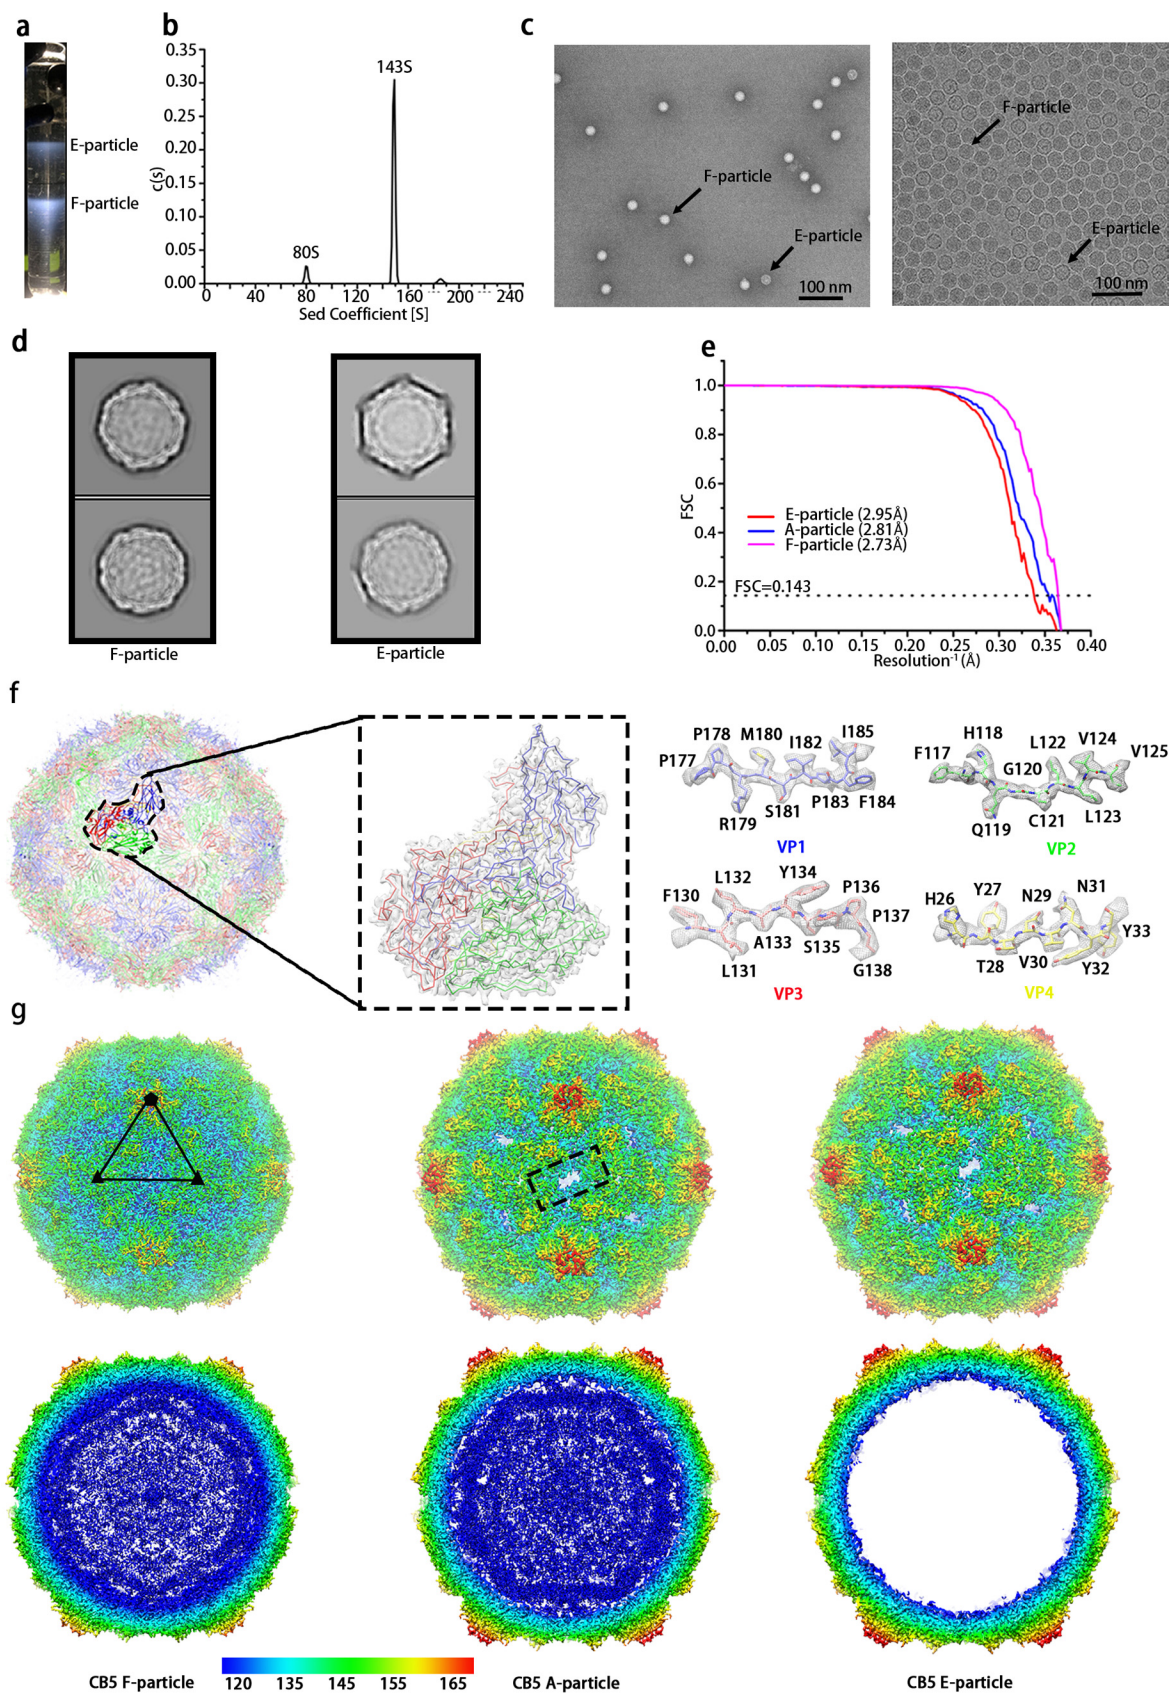 a
E-particle
F-particle
b
0.35
0.30
0.25
0.20
0.15
0.10
0.05
0.00
c(s)
143S
80S
0 40 80 120 160 200 240
Sed Coefficient [S]
c
F-particle
E-particle
100 nm
F-particle
E-particle
100 nm
d
F-particle
E-particle
e
1.0
0.8
0.6
0.4
0.2
0.0
FSC
E-particle (2.95Å)
A-particle (2.81Å)
F-particle (2.73Å)
FSC=0.143
0.00 0.05 0.10 0.15 0.20 0.25 0.30 0.35 0.40
Resolution⁻¹ (Å)
f
P177 P178 R179 M180 S181 I182 P183 F184 I185
VP1
F117 H118 Q119 G120 C121 L122 L123 V124 V125
VP2
F130 L131 L132 A133 Y134 S135 P136 P137 G138
VP3
H26 Y27 T28 N29 V30 N31 Y32 Y33
VP4
g
CB5 F-particle
120 135 145 155 165
CB5 A-particle
CB5 E-particle